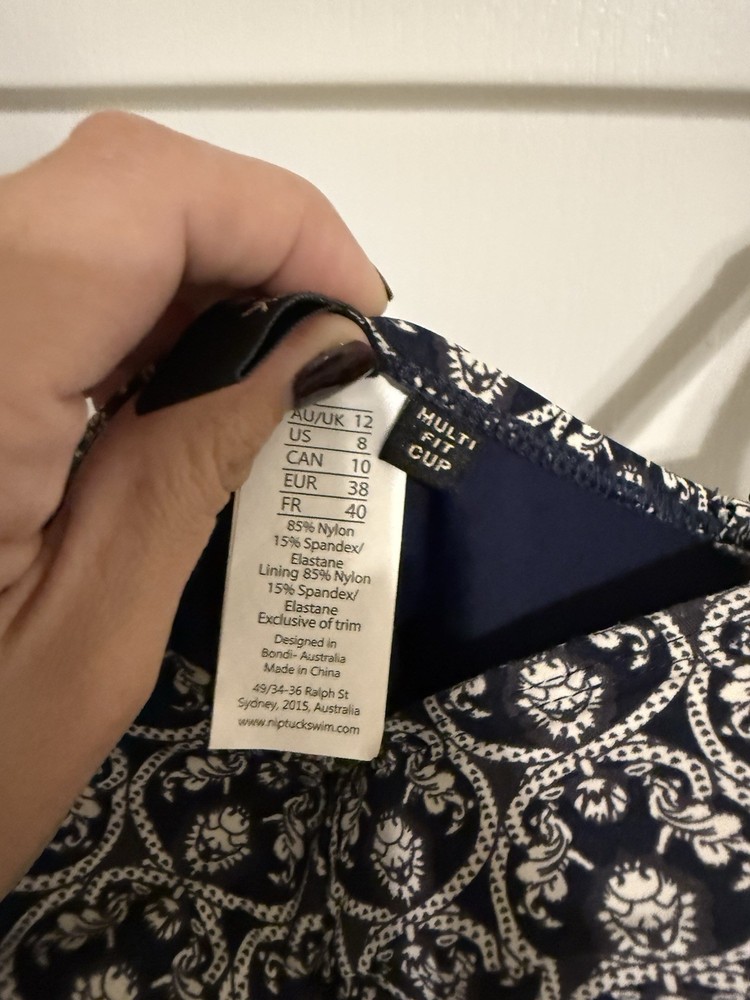 AU/UK 12
US 8
CAN 10
EUR 38
FR 40
85% Nylon
15% Spandex/
Elastane
Lining 85% Nylon
15% Spandex/
Elastane
Exclusive of trim
Designed in
Bondi- Australia
Made in China
49/34-36 Ralph St
Sydney, 2015, Australia
www.niptuckswim.com
MULTI
FIT
CUP